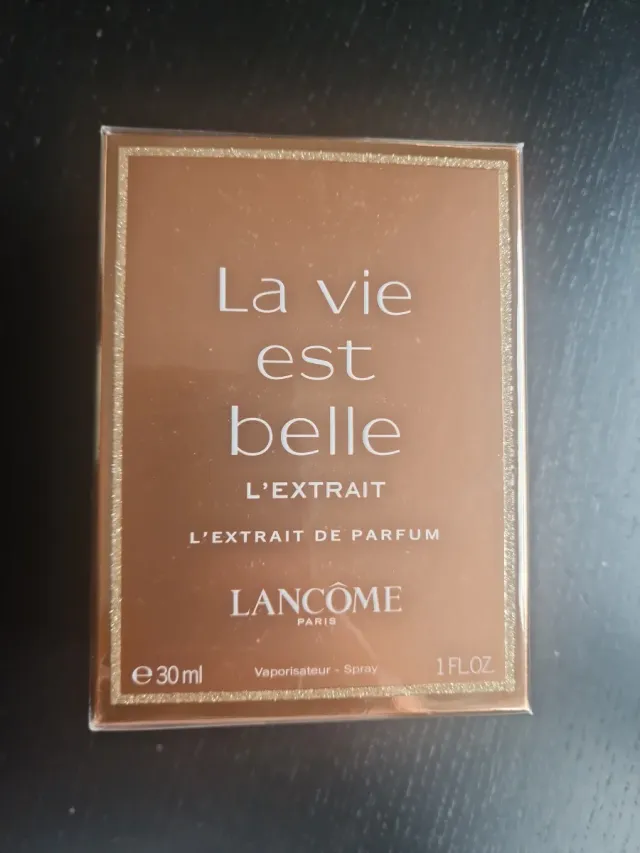 La vie
est
belle
L'EXTRAIT
L'EXTRAIT DE PARFUM
LANCÔME
PARIS
℮30 ml Vaporisateur - Spray 1 FL.OZ